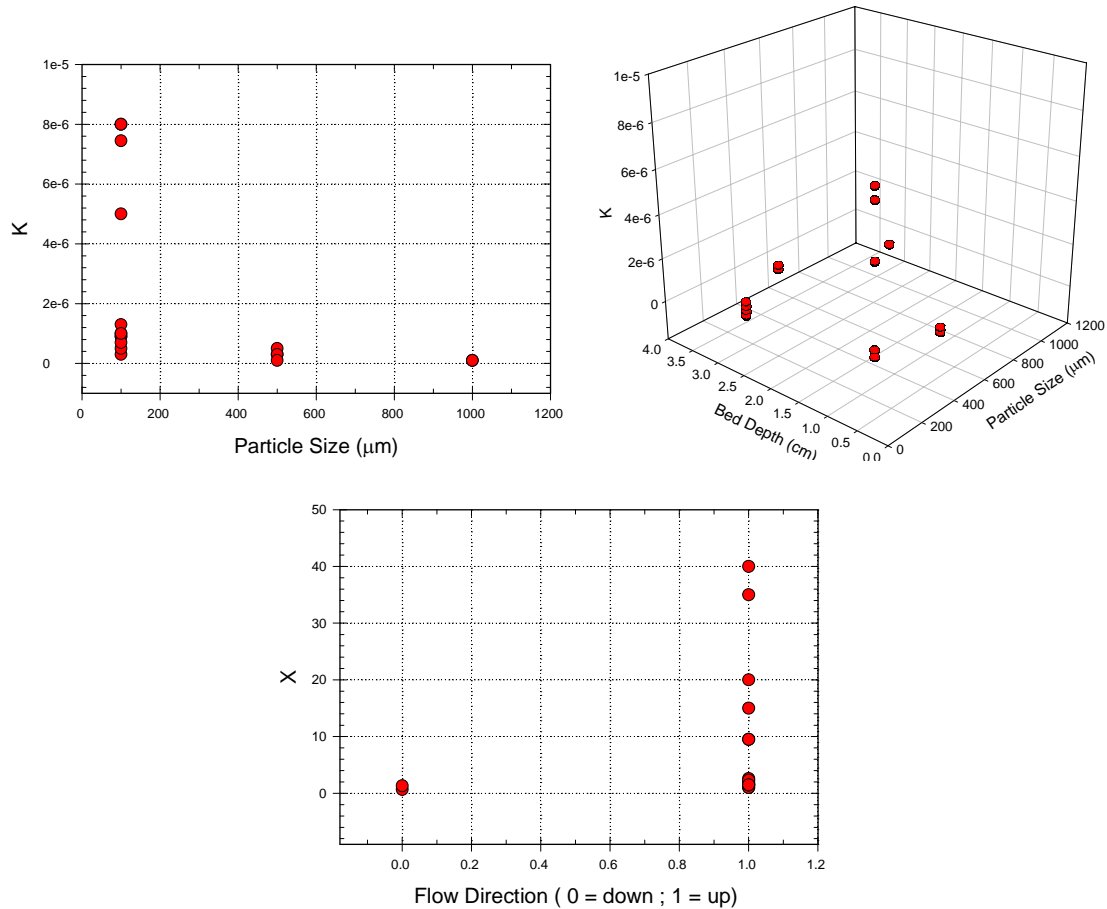 1e-5
8e-6
6e-6
4e-6
2e-6
0
K
0 200 400 600 800 1000 1200
Particle Size (μm)
1e-5
8e-6
6e-6
4e-6
2e-6
0
K
4.0 3.5 3.0 2.5 2.0 1.5 1.0 0.5 0.0
Bed Depth (cm)
0 200 400 600 800 1000 1200
Particle Size (μm)
50
40
30
20
10
0
X
0.0 0.2 0.4 0.6 0.8 1.0 1.2
Flow Direction ( 0 = down ; 1 = up)